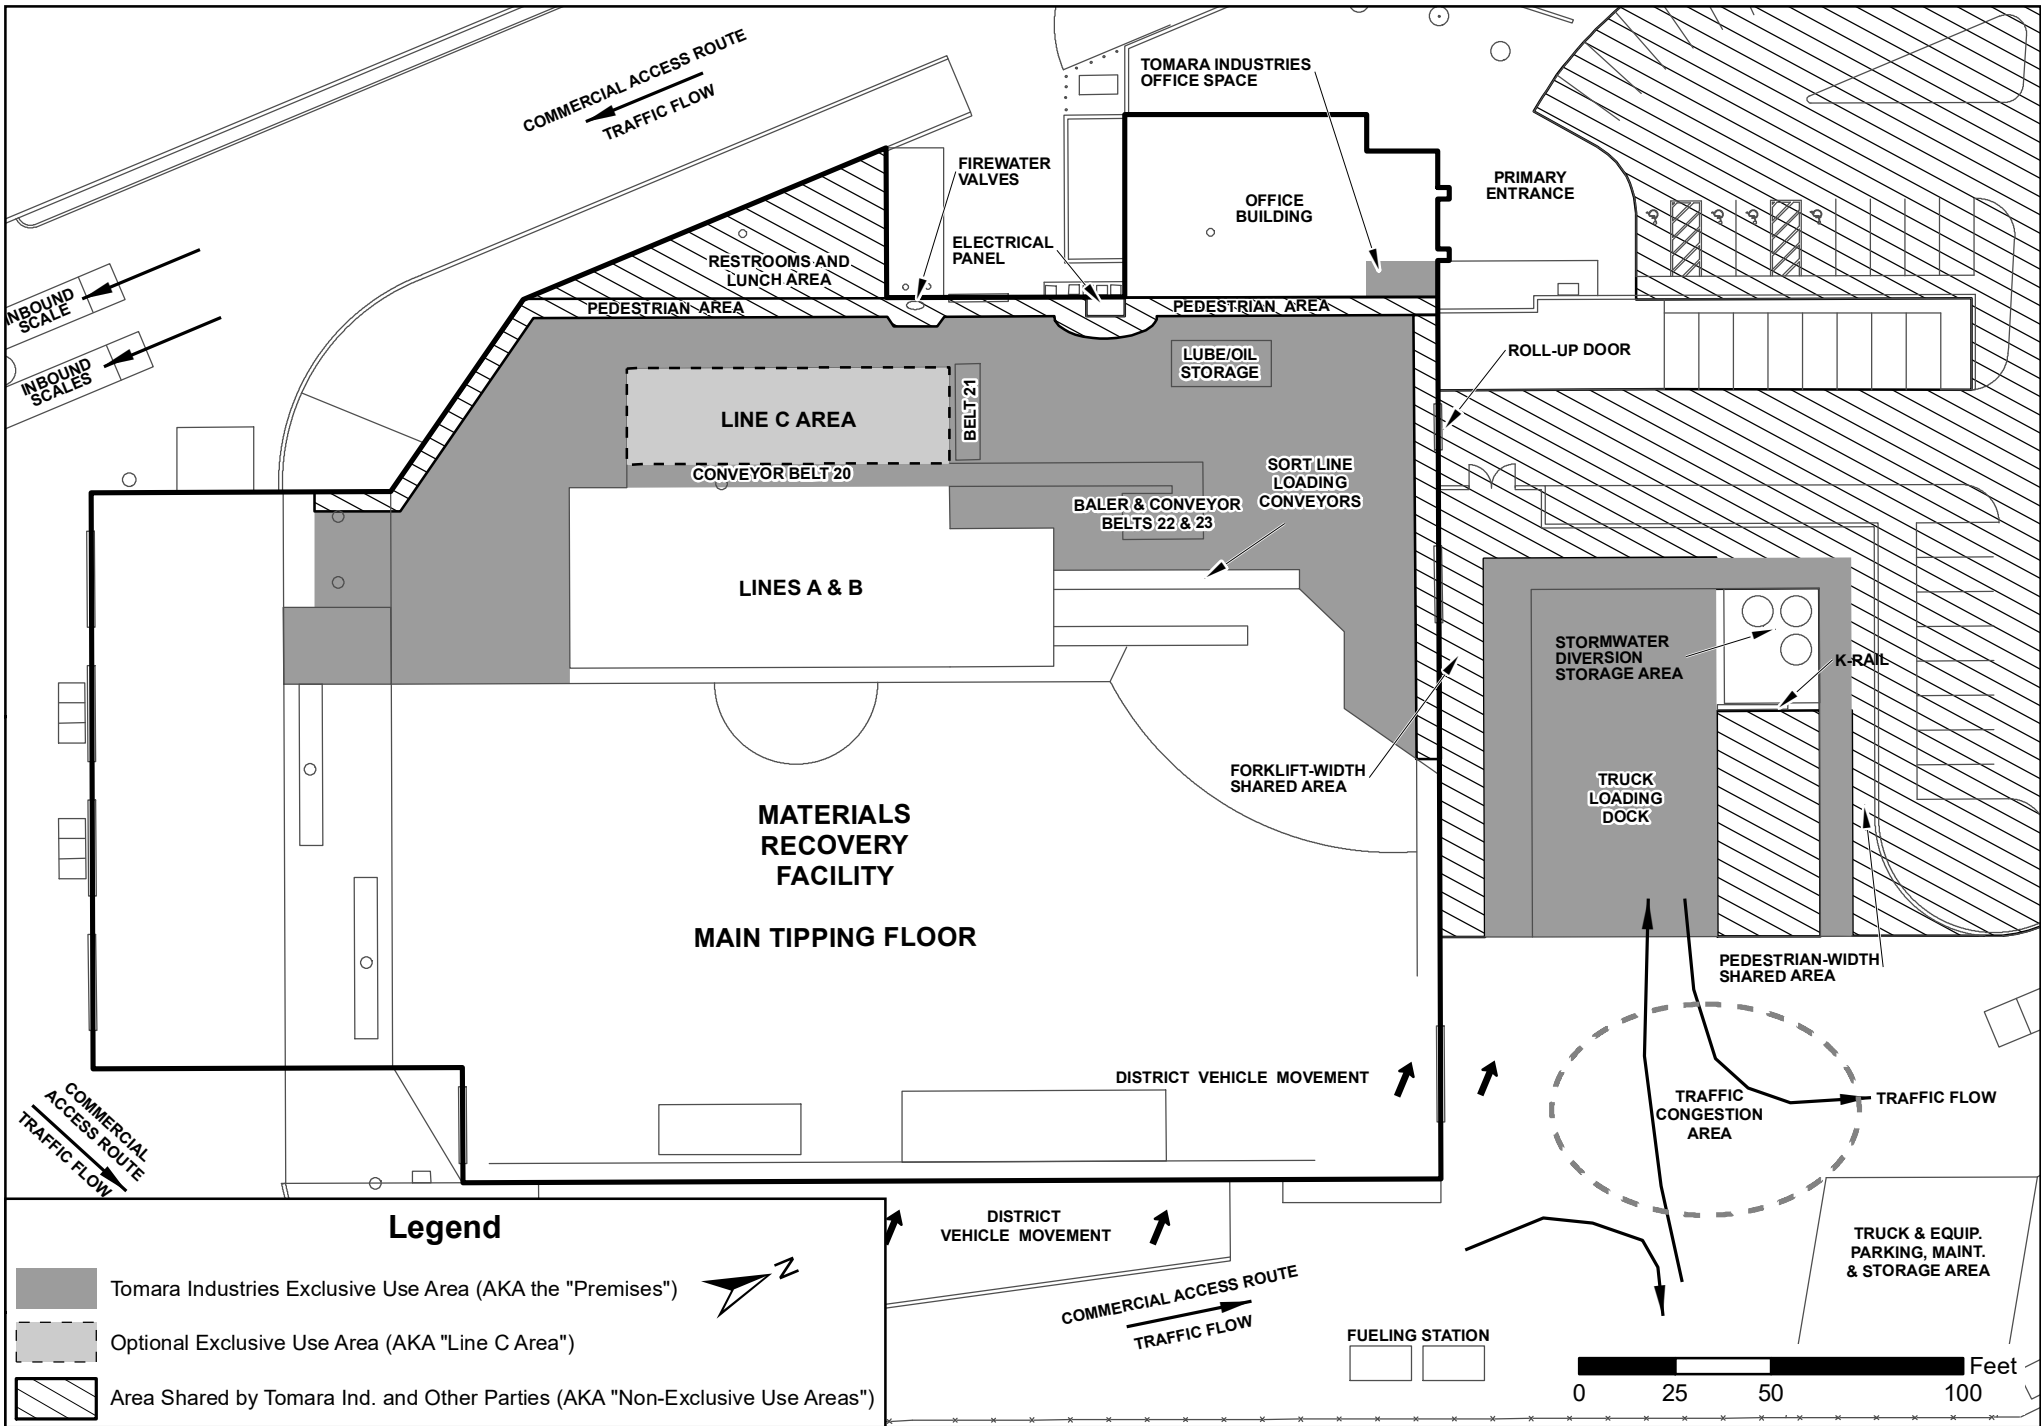 COMMERCIAL ACCESS ROUTE
TRAFFIC FLOW
TOMARA INDUSTRIES
OFFICE SPACE
FIREWATER
VALVES
OFFICE
BUILDING
PRIMARY
ENTRANCE
ELECTRICAL
PANEL
RESTROOMS AND
LUNCH AREA
INBOUND
SCALE
PEDESTRIAN AREA
PEDESTRIAN AREA
INBOUND
SCALES
LUBE/OIL
STORAGE
ROLL-UP DOOR
LINE C AREA
BELT 21
CONVEYOR BELT 20
SORT LINE
LOADING
CONVEYORS
BALER & CONVEYOR
BELTS 22 & 23
LINES A & B
STORMWATER
DIVERSION
STORAGE AREA
K-RAIL
FORKLIFT-WIDTH
SHARED AREA
TRUCK
LOADING
DOCK
MATERIALS
RECOVERY
FACILITY
MAIN TIPPING FLOOR
PEDESTRIAN-WIDTH
SHARED AREA
DISTRICT VEHICLE MOVEMENT
TRAFFIC
CONGESTION
AREA
TRAFFIC FLOW
COMMERCIAL
ACCESS ROUTE
TRAFFIC FLOW
DISTRICT
VEHICLE MOVEMENT
TRUCK & EQUIP.
PARKING, MAINT.
& STORAGE AREA
COMMERCIAL ACCESS ROUTE
TRAFFIC FLOW
FUELING STATION
Legend
Tomara Industries Exclusive Use Area (AKA the "Premises")
N
Optional Exclusive Use Area (AKA "Line C Area")
Area Shared by Tomara Ind. and Other Parties (AKA "Non-Exclusive Use Areas")
Feet
0 25 50 100